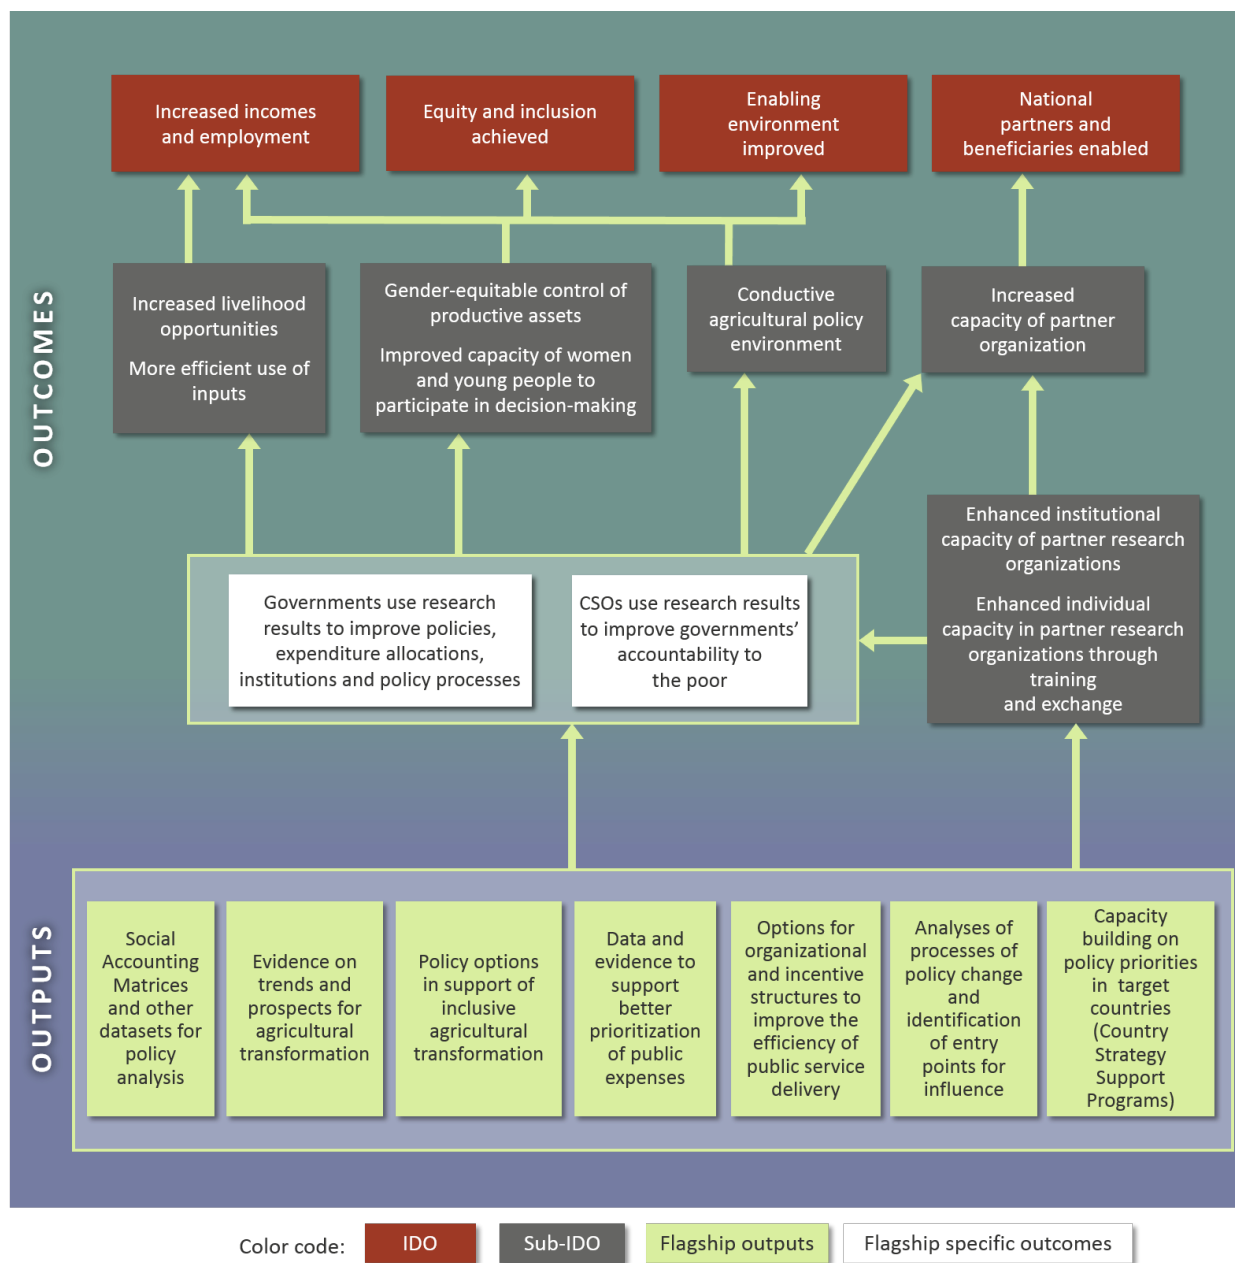 Increased incomes
and employment
Equity and inclusion
achieved
Enabling
environment
improved
National
partners and
beneficiaries enabled
OUTCOMES
Increased livelihood
opportunities
More efficient use of
inputs
Gender-equitable control of
productive assets
Improved capacity of women
and young people to
participate in decision-making
Conductive
agricultural policy
environment
Increased
capacity of partner
organization
Governments use research
results to improve policies,
expenditure allocations,
institutions and policy processes
CSOs use research results
to improve governments’
accountability to
the poor
Enhanced institutional
capacity of partner research
organizations
Enhanced individual
capacity in partner research
organizations through
training
and exchange
OUTPUTS
Social
Accounting
Matrices
and other
datasets for
policy
analysis
Evidence on
trends and
prospects for
agricultural
transformation
Policy options
in support of
inclusive
agricultural
transformation
Data and
evidence to
support
better
prioritization
of public
expenses
Options for
organizational
and incentive
structures to
improve the
efficiency of
public service
delivery
Analyses of
processes of
policy change
and
identification
of entry
points for
influence
Capacity
building on
policy priorities
in target
countries
(Country
Strategy
Support
Programs)
Color code:
IDO
Sub-IDO
Flagship outputs
Flagship specific outcomes